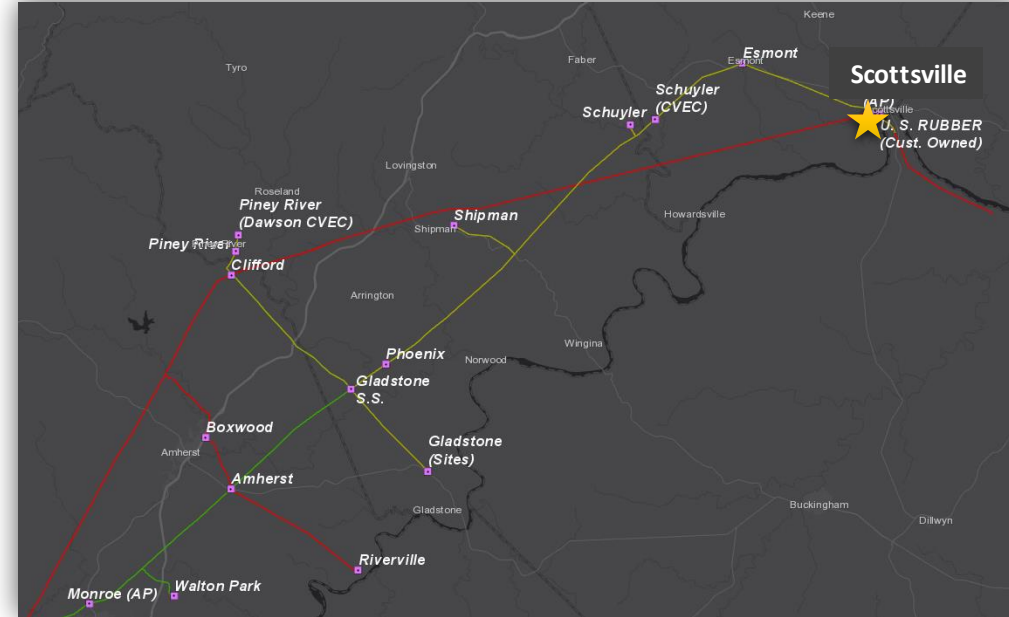 Keene
Tyro
Faber
Esmont
Esmont
Scottsville
(AP)
Scottsville
U. S. RUBBER
(Cust. Owned)
Schuyler
(CVEC)
Schuyler
Lovingston
Roseland
Piney River
(Dawson CVEC)
Piney River
Clifford
Shipman
Shipman
Howardsville
Arrington
Wingina
Norwood
Phoenix
Gladstone
S.S.
Boxwood
Amherst
Gladstone
(Sites)
Amherst
Gladstone
Buckingham
Dillwyn
Riverville
Monroe (AP)
Walton Park